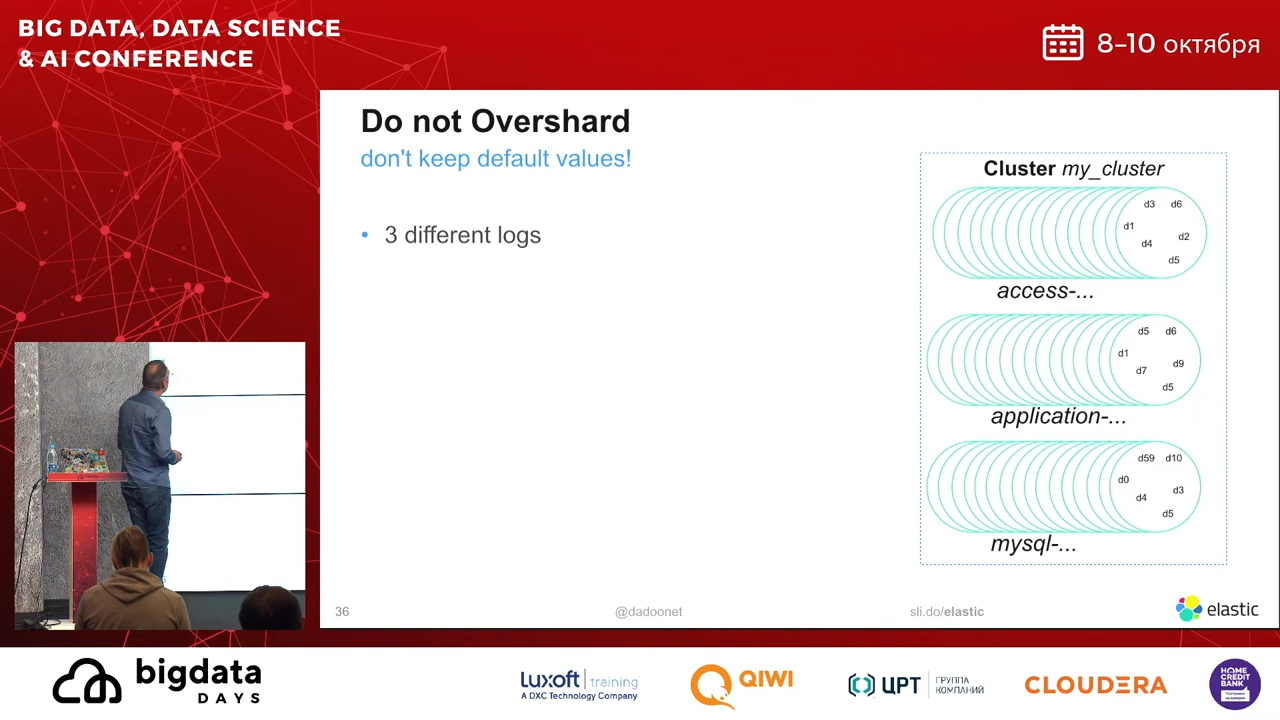 BIG DATA, DATA SCIENCE
& AI CONFERENCE
8–10 октября
Do not Overshard
don't keep default values!
• 3 different logs
Cluster my_cluster
d3 d6
d1
d2
d4
d5
access-...
d5 d6
d1
d9
d7
d5
application-...
d59 d10
d0
d3
d4
d5
mysql-...
36
@dadoonet
sli.do/elastic
elastic
bigdata
DAYS
Luxoft training
A DXC Technology Company
QIWI
ЦРТ ГРУППА
КОМПАНИЙ
CLOUDERA
HOME
CREDIT
BANK